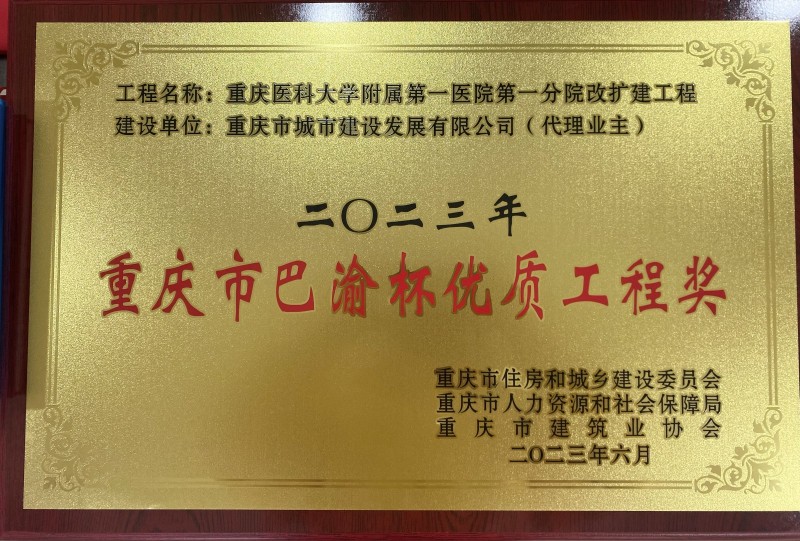 工程名称：重庆医科大学附属第一医院第一分院改扩建工程
建设单位：重庆市城市建设发展有限公司（代理业主）
二〇二三年
重庆市巴渝杯优质工程奖
重庆市住房和城乡建设委员会
重庆市人力资源和社会保障局
重庆市建筑业协会
二〇二三年六月